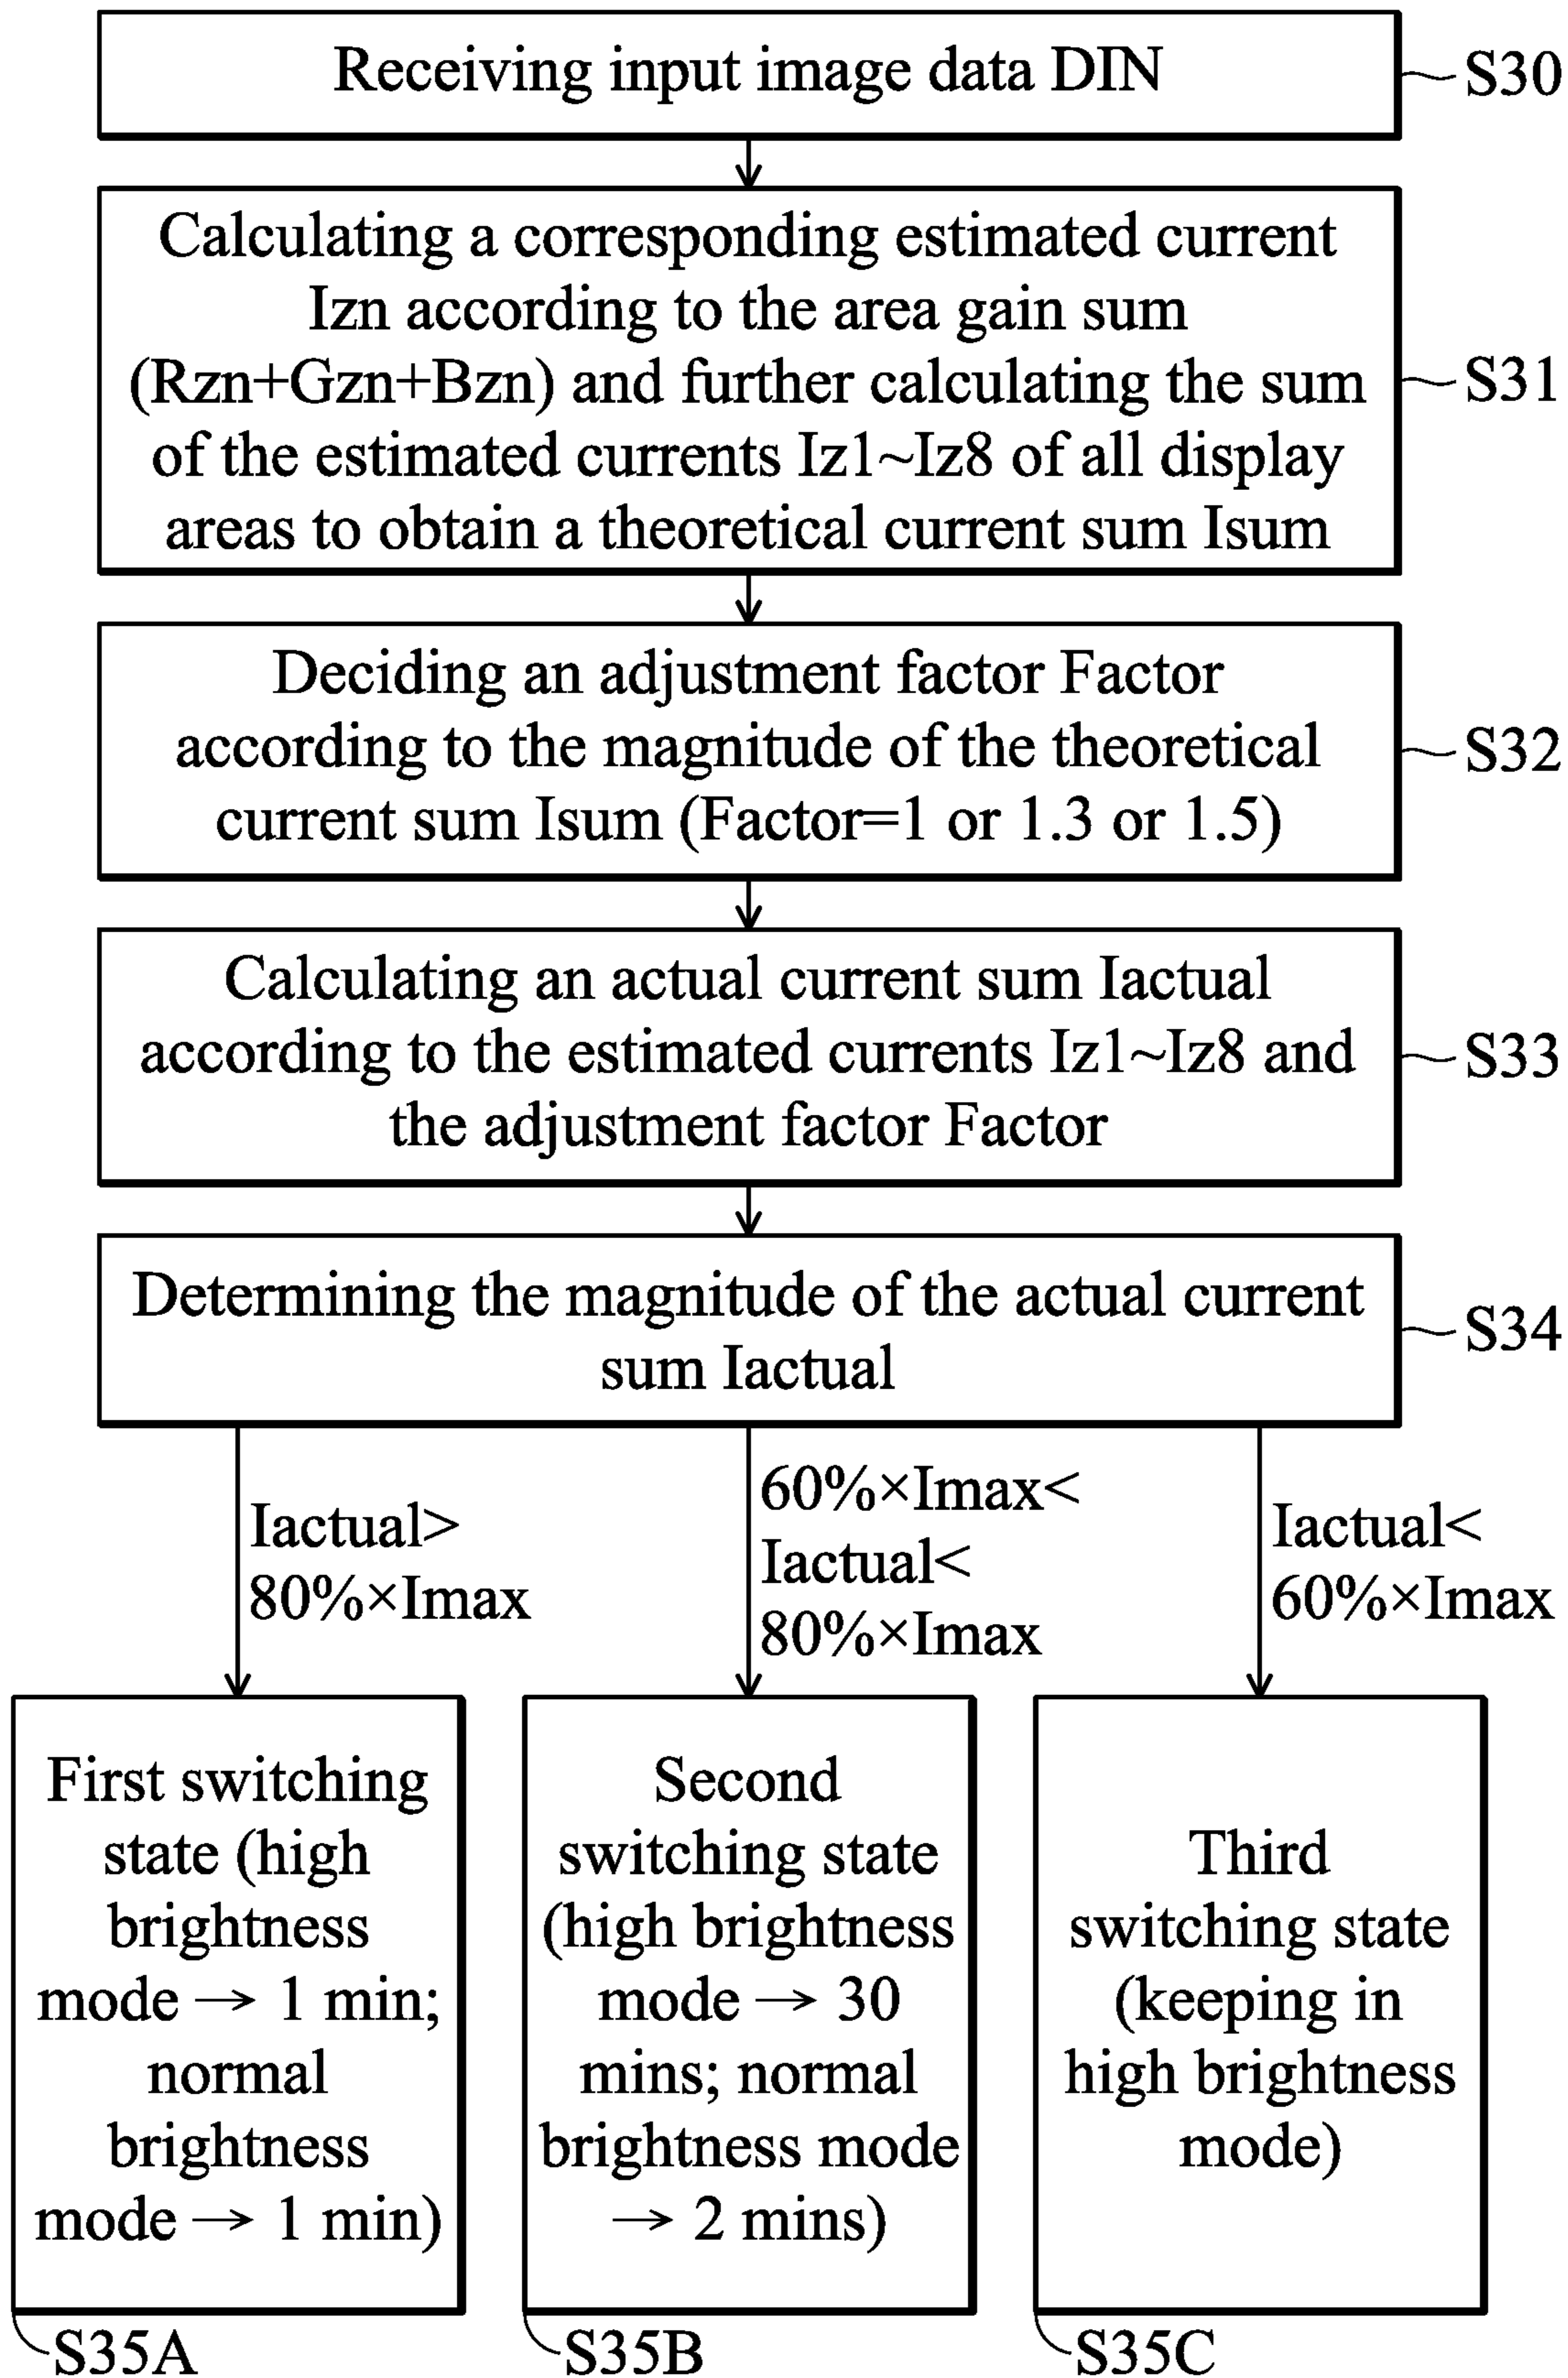 Receiving input image data DIN
S30
Calculating a corresponding estimated current
Izn according to the area gain sum
(Rzn+Gzn+Bzn) and further calculating the sum
of the estimated currents Iz1~Iz8 of all display
areas to obtain a theoretical current sum Isum
S31
Deciding an adjustment factor Factor
according to the magnitude of the theoretical
current sum Isum (Factor=1 or 1.3 or 1.5)
S32
Calculating an actual current sum Iactual
according to the estimated currents Iz1~Iz8 and
the adjustment factor Factor
S33
Determining the magnitude of the actual current
sum Iactual
S34
Iactual>
80%×Imax
60%×Imax<
Iactual<
80%×Imax
Iactual<
60%×Imax
First switching
state (high
brightness
mode → 1 min;
normal
brightness
mode → 1 min)
S35A
Second
switching state
(high brightness
mode → 30
mins; normal
brightness mode
→ 2 mins)
S35B
Third
switching state
(keeping in
high brightness
mode)
S35C